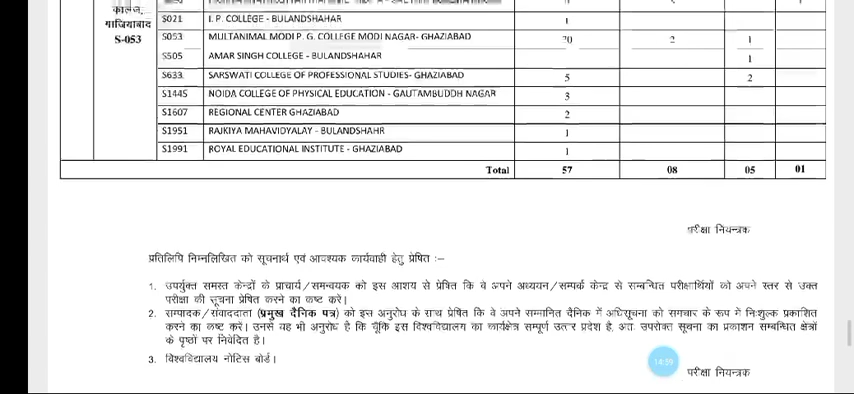 कालेज,
गाजियाबाद
S-053
S021 I. P. COLLEGE - BULANDSHAHAR 1
S053 MULTANIMAL MODI P. G. COLLEGE MODI NAGAR- GHAZIABAD 20 2 1
S505 AMAR SINGH COLLEGE - BULANDSHAHAR 1
S633 SARSWATI COLLEGE OF PROFESSIONAL STUDIES- GHAZIABAD 5 2
S1445 NOIDA COLLEGE OF PHYSICAL EDUCATION - GAUTAMBUDDH NAGAR 3
S1607 REGIONAL CENTER GHAZIABAD 2
S1951 RAJKIYA MAHAVIDYALAY - BULANDSHAHR 1
S1991 ROYAL EDUCATIONAL INSTITUTE - GHAZIABAD 1
Total 57 08 05 01
परीक्षा नियन्त्रक
प्रतिलिपि निम्नलिखित को सूचनार्थ एवं आवश्यक कार्यवाही हेतु प्रेषित :–
1. उपर्युक्त समस्त केन्द्रों के प्राचार्य/समन्वयक को इस आशय से प्रेषित कि वे अपने अध्ययन/सम्पर्क केन्द्र से सम्बन्धित परीक्षार्थियों को अपने स्तर से उक्त
परीक्षा की सूचना प्रेषित करने का कष्ट करें।
2. सम्पादक/संवाददाता (प्रमुख दैनिक पत्र) को इस अनुरोध के साथ प्रेषित कि वे अपने सम्मानित दैनिक में अधिसूचना को समाचार के रूप में निःशुल्क प्रकाशित
करने का कष्ट करें। उनसे यह भी अनुरोध है कि चूँकि इस विश्वविद्यालय का कार्यक्षेत्र सम्पूर्ण उत्तर प्रदेश है, अतः उपरोक्त सूचना का प्रकाशन सम्बन्धित क्षेत्रों
के पृष्ठों पर निवेदित है।
3. विश्वविद्यालय नोटिस बोर्ड।
14:59
परीक्षा नियन्त्रक